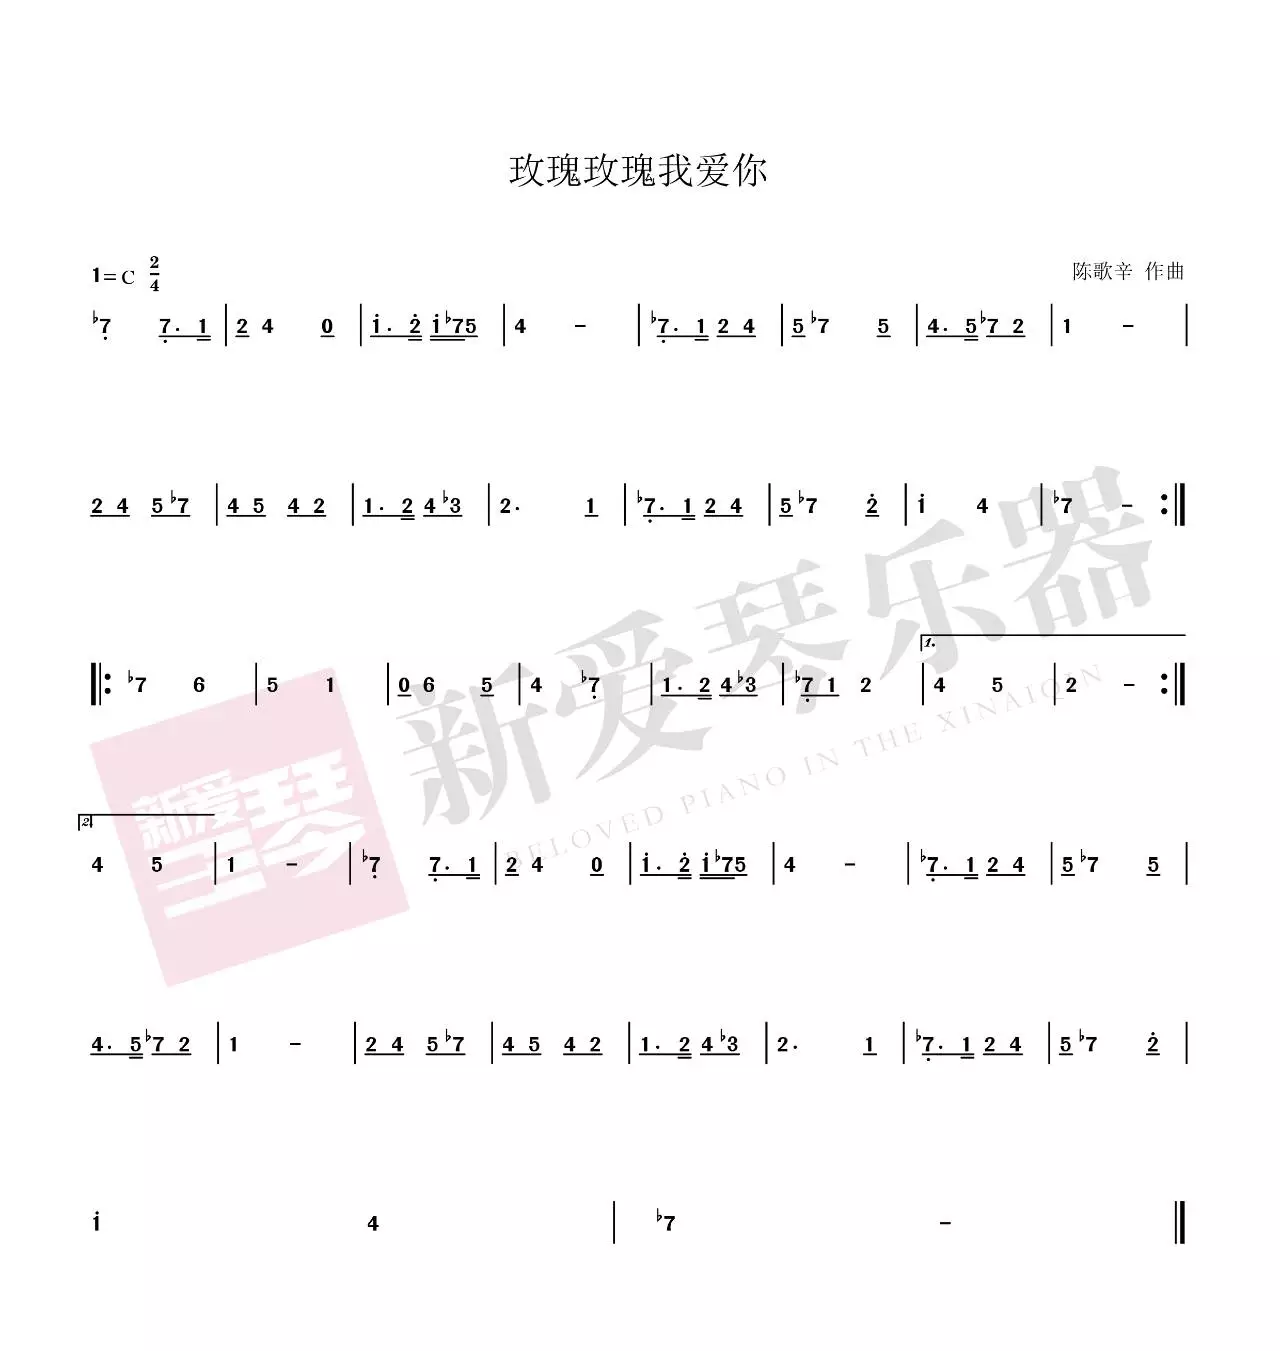 玫瑰玫瑰我爱你
1=C 2/4
陈歌辛 作曲
♭7̣ 7̣. 1 | 2 4 0 | 1̇. 2̇ 1̇ ♭7 5 | 4 - | ♭7̣. 1 2 4 | 5 ♭7 5 | 4. 5 ♭7 2 | 1 - |
2 4 5 ♭7 | 4 5 4 2 | 1. 2 4 ♭3 | 2. 1 | ♭7̣. 1 2 4 | 5 ♭7 2̇ | 1̇ 4 | ♭7 - :||
1.
||: ♭7 6 | 5 1 | 0 6 5 | 4 ♭7̣ | 1. 2 4 ♭3 | ♭7̣ 1 2 | 4 5 | 2 - :||
2.
4 5 | 1 - | ♭7̣ 7̣. 1 | 2 4 0 | 1̇. 2̇ 1̇ ♭7 5 | 4 - | ♭7̣. 1 2 4 | 5 ♭7 5 |
4. 5 ♭7 2 | 1 - | 2 4 5 ♭7 | 4 5 4 2 | 1. 2 4 ♭3 | 2. 1 | ♭7̣. 1 2 4 | 5 ♭7 2̇ |
1̇ 4 | ♭7 - ||
新爱琴
新爱琴乐器
BELOVED PIANO IN THE XINAIQIN